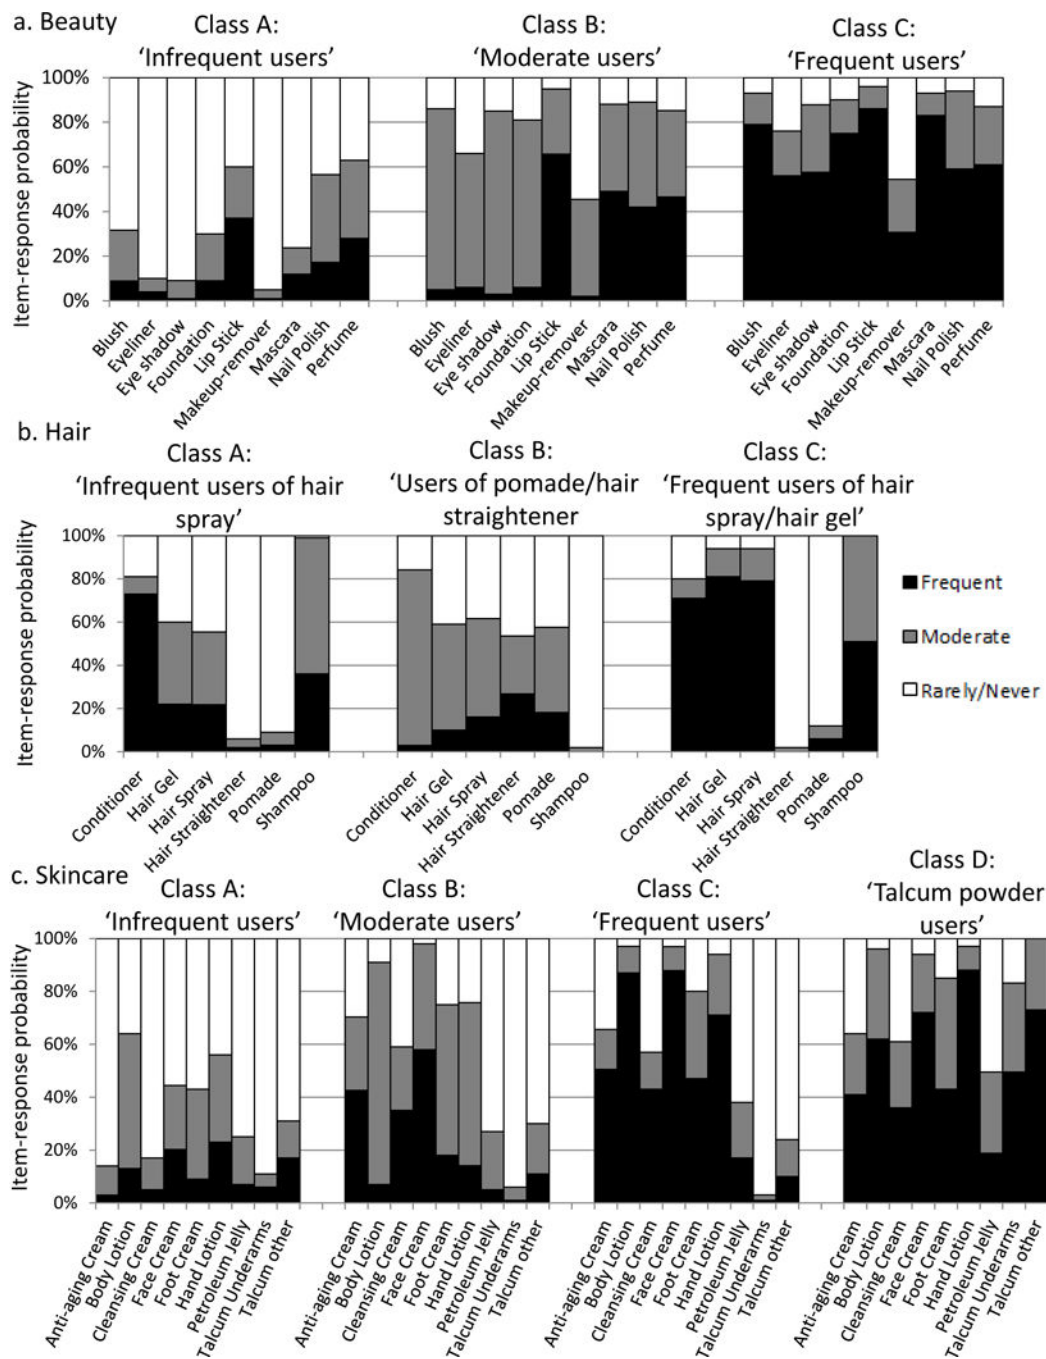 a. Beauty
Class A:
‘Infrequent users’
Class B:
‘Moderate users’
Class C:
‘Frequent users’
Item-response probability
100%
80%
60%
40%
20%
0%
Blush
Eyeliner
Eye shadow
Foundation
Lip Stick
Makeup-remover
Mascara
Nail Polish
Perfume
Blush
Eyeliner
Eye shadow
Foundation
Lip Stick
Makeup-remover
Mascara
Nail Polish
Perfume
Blush
Eyeliner
Eye shadow
Foundation
Lip Stick
Makeup-remover
Mascara
Nail Polish
Perfume
b. Hair
Class A:
‘Infrequent users of hair
spray’
Class B:
‘Users of pomade/hair
straightener
Class C:
‘Frequent users of hair
spray/hair gel’
Item-response probability
100%
80%
60%
40%
20%
0%
Conditioner
Hair Gel
Hair Spray
Hair Straightener
Pomade
Shampoo
Conditioner
Hair Gel
Hair Spray
Hair Straightener
Pomade
Shampoo
Conditioner
Hair Gel
Hair Spray
Hair Straightener
Pomade
Shampoo
Frequent
Moderate
Rarely/Never
c. Skincare
Class A:
‘Infrequent users’
Class B:
‘Moderate users’
Class C:
‘Frequent users’
Class D:
‘Talcum powder
users’
Item-response probability
100%
80%
60%
40%
20%
0%
Anti-aging Cream
Body Lotion
Cleansing Cream
Face Cream
Foot Cream
Hand Lotion
Petroleum Jelly
Talcum Underarms
Talcum other
Anti-aging Cream
Body Lotion
Cleansing Cream
Face Cream
Foot Cream
Hand Lotion
Petroleum Jelly
Talcum Underarms
Talcum other
Anti-aging Cream
Body Lotion
Cleansing Cream
Face Cream
Foot Cream
Hand Lotion
Petroleum Jelly
Talcum Underarms
Talcum other
Anti-aging Cream
Body Lotion
Cleansing Cream
Face Cream
Foot Cream
Hand Lotion
Petroleum Jelly
Talcum Underarms
Talcum other